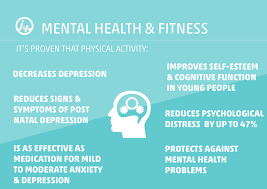 MENTAL HEALTH & FITNESS
IT'S PROVEN THAT PHYSICAL ACTIVITY:
DECREASES DEPRESSION
REDUCES SIGNS &
SYMPTOMS OF POST
NATAL DEPRESSION
IS AS EFFECTIVE AS
MEDICATION FOR MILD
TO MODERATE ANXIETY
& DEPRESSION
IMPROVES SELF-ESTEEM
& COGNITIVE FUNCTION
IN YOUNG PEOPLE
REDUCES PSYCHOLOGICAL
DISTRESS BY UP TO 47%
PROTECTS AGAINST
MENTAL HEALTH
PROBLEMS